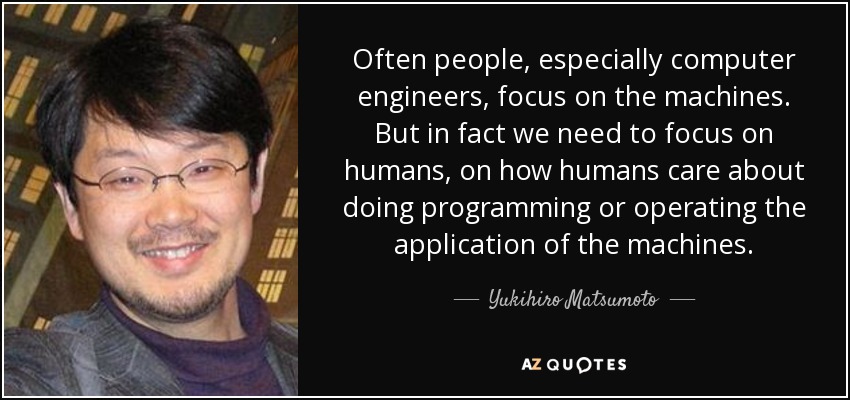 Often people, especially computer
engineers, focus on the machines.
But in fact we need to focus on
humans, on how humans care about
doing programming or operating the
application of the machines.
Yukihiro Matsumoto
AZ QUOTES